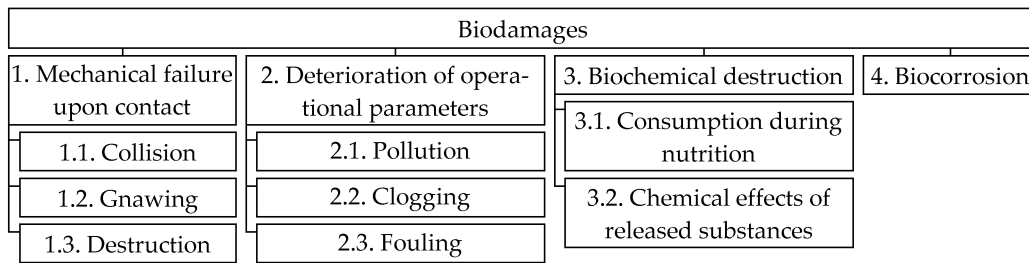 Biodamages
1. Mechanical failure
upon contact
1.1. Collision
1.2. Gnawing
1.3. Destruction
2. Deterioration of opera-
tional parameters
2.1. Pollution
2.2. Clogging
2.3. Fouling
3. Biochemical destruction
3.1. Consumption during
nutrition
3.2. Chemical effects of
released substances
4. Biocorrosion